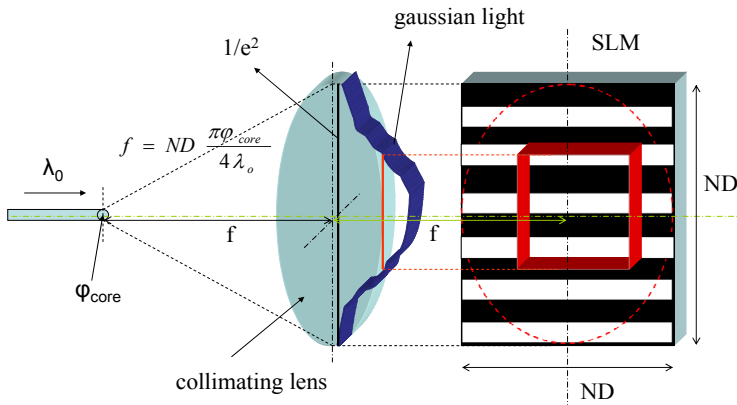 gaussian light
SLM
1/e²
f = ND πφcore / 4λo
λ₀
ND
f
f
φcore
collimating lens
ND